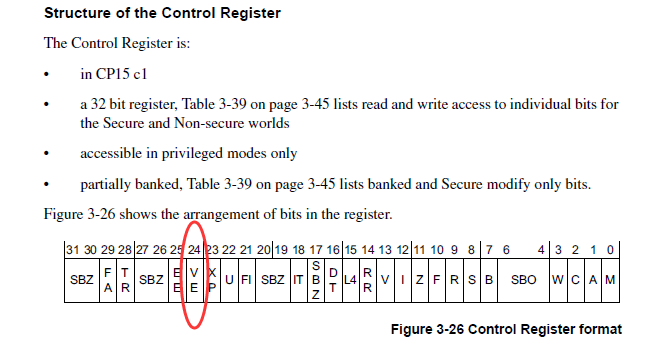 Structure of the Control Register
The Control Register is:
• in CP15 c1
• a 32 bit register, Table 3-39 on page 3-45 lists read and write access to individual bits for
the Secure and Non-secure worlds
• accessible in privileged modes only
• partially banked, Table 3-39 on page 3-45 lists banked and Secure modify only bits.
Figure 3-26 shows the arrangement of bits in the register.
31 30 29 28 27 26 25 24 23 22 21 20 19 18 17 16 15 14 13 12 11 10 9 8 7 6 4 3 2 1 0
SBZ FA TR SBZ EE VE XP U FI SBZ IT SBZ DT L4 RR V I Z F R S B SBO W C A M
Figure 3-26 Control Register format